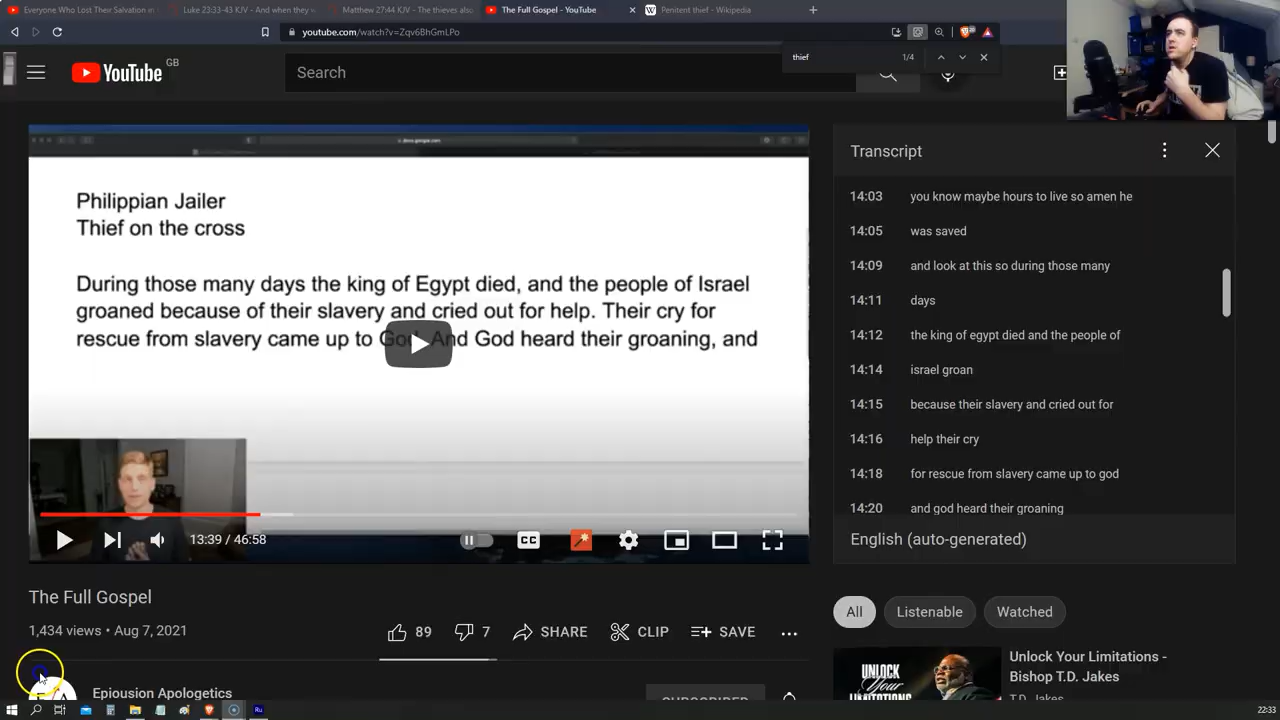 Everyone Who Lost Their Salvation in
Luke 23:33-43 KJV - And when they
Matthew 27:44 KJV - The thieves also
The Full Gospel - YouTube
Penitent thief - Wikipedia
youtube.com/watch?v=Zqv6BhGmLPo
thief
1/4
YouTube
GB
Search
docs.google.com
Philippian Jailer
Thief on the cross
During those many days the king of Egypt died, and the people of Israel
groaned because of their slavery and cried out for help. Their cry for
rescue from slavery came up to God. And God heard their groaning, and
13:39 / 46:58
CC
Transcript
14:03 you know maybe hours to live so amen he
14:05 was saved
14:09 and look at this so during those many
14:11 days
14:12 the king of egypt died and the people of
14:14 israel groan
14:15 because their slavery and cried out for
14:16 help their cry
14:18 for rescue from slavery came up to god
14:20 and god heard their groaning
English (auto-generated)
The Full Gospel
1,434 views • Aug 7, 2021
89
7
SHARE
CLIP
SAVE
All
Listenable
Watched
UNLOCK
YOUR
LIMITATIONS
Unlock Your Limitations -
Bishop T.D. Jakes
T.D. Jakes
Epiousion Apologetics
SUBSCRIBED
Ru
22:33